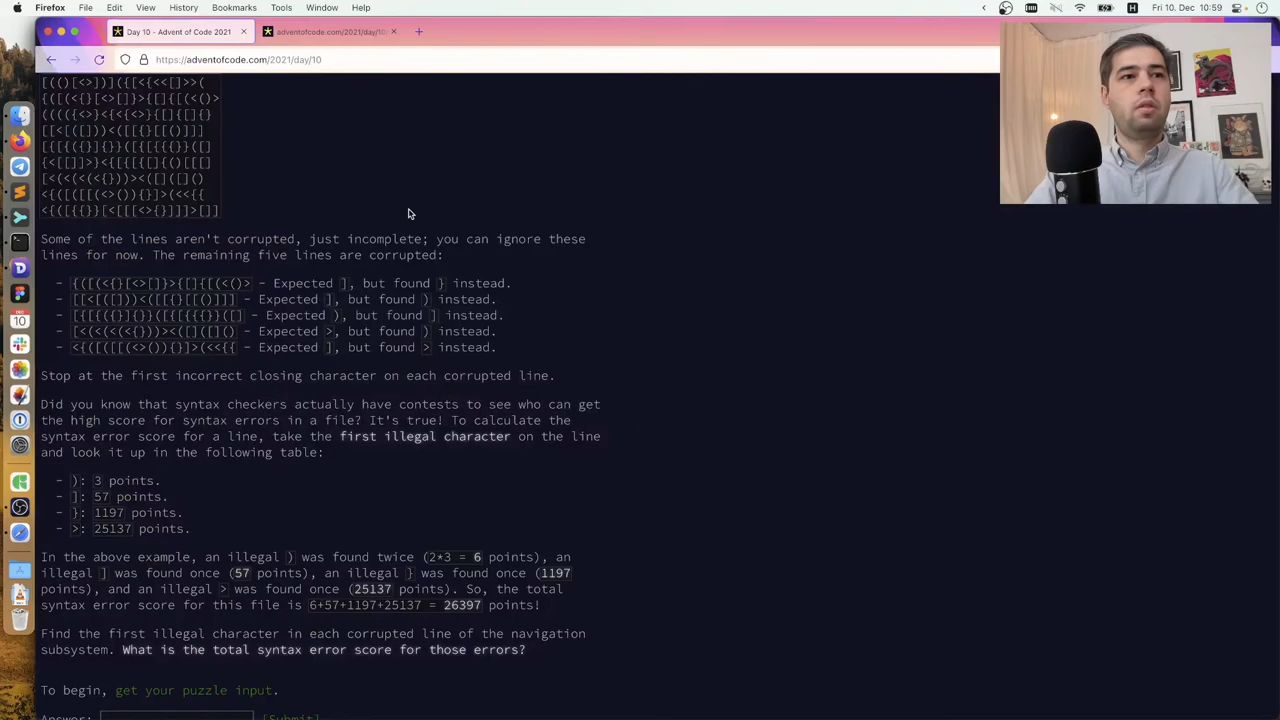 Firefox File Edit View History Bookmarks Tools Window Help Fri 10. Dec 10:59
Day 10 - Advent of Code 2021 adventofcode.com/2021/day/10
https://adventofcode.com/2021/day/10
[(()[<>])]({[<{<<[]>>(
{([(<{}[<>[]}>{[]{[(<()>
(((({<>}<{<{<>}{[]{[]{}
[[<[([]))<([[{}[[()]]]
[{[{({}]{}}([{[{{{}}([]
{<[[]]>}<{[{[{[]{()[[[]
[<(<(<(<{}))><([]([]()
<{([([[(<>()){}]>(<<{{
<{([{{}}[<[[[<>{}]]]>[]]
Some of the lines aren't corrupted, just incomplete; you can ignore these
lines for now. The remaining five lines are corrupted:
- {([(<{}[<>[]}>{[]{[(<()> - Expected ], but found } instead.
- [[<[([]))<([[{}[[()]]] - Expected ], but found ) instead.
- [{[{({}]{}}([{[{{{}}([] - Expected ), but found ] instead.
- [<(<(<(<{}))><([]([]() - Expected >, but found ) instead.
- <{([([[(<>()){}]>(<<{{ - Expected ], but found > instead.
Stop at the first incorrect closing character on each corrupted line.
Did you know that syntax checkers actually have contests to see who can get
the high score for syntax errors in a file? It's true! To calculate the
syntax error score for a line, take the first illegal character on the line
and look it up in the following table:
- ): 3 points.
- ]: 57 points.
- }: 1197 points.
- >: 25137 points.
In the above example, an illegal ) was found twice (2*3 = 6 points), an
illegal ] was found once (57 points), an illegal } was found once (1197
points), and an illegal > was found once (25137 points). So, the total
syntax error score for this file is 6+57+1197+25137 = 26397 points!
Find the first illegal character in each corrupted line of the navigation
subsystem. What is the total syntax error score for those errors?
To begin, get your puzzle input.
Answer: [Submit]
DEC
10